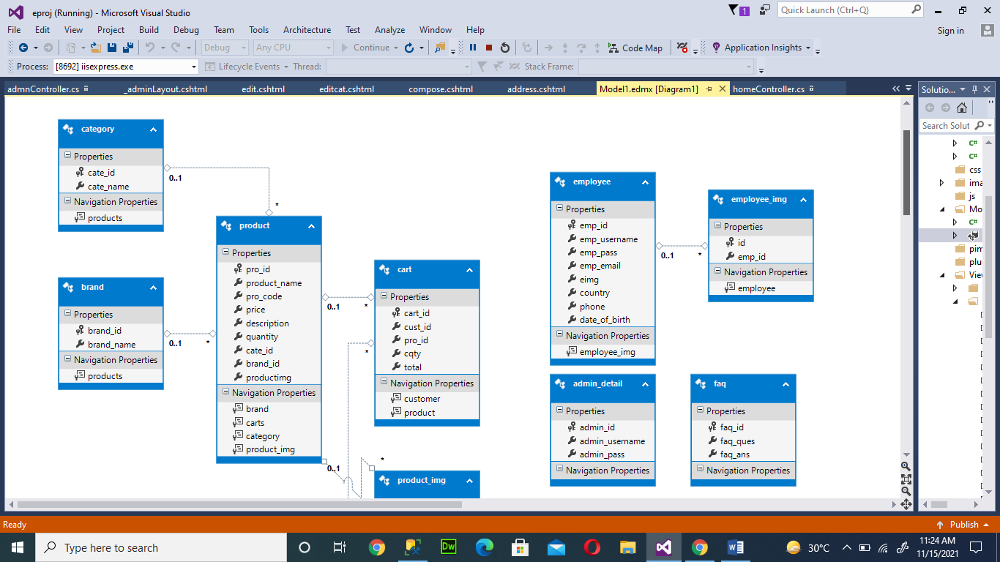 eproj (Running) - Microsoft Visual Studio
1
Quick Launch (Ctrl+Q)
File Edit View Project Build Debug Team Tools Architecture Test Analyze Window Help
Sign in
Debug Any CPU Continue Code Map Application Insights
Process: [8692] iisexpress.exe Lifecycle Events Thread: Stack Frame:
admnController.cs _adminLayout.cshtml edit.cshtml editcat.cshtml compose.cshtml address.cshtml Model1.edmx [Diagram1] homeController.cs
Solutio...
Search Solut
C#
C#
css
ima
js
Mo
C#
pim
plu
View
category
Properties
cate_id
cate_name
Navigation Properties
products
0..1
*
brand
Properties
brand_id
brand_name
Navigation Properties
products
0..1
*
product
Properties
pro_id
product_name
pro_code
price
description
quantity
cate_id
brand_id
productimg
Navigation Properties
brand
carts
category
product_img
0..1
*
0..1
*
cart
Properties
cart_id
cust_id
pro_id
cqty
total
Navigation Properties
customer
product
*
product_img
employee
Properties
emp_id
emp_username
emp_pass
emp_email
eimg
country
phone
date_of_birth
Navigation Properties
employee_img
0..1
*
employee_img
Properties
id
emp_id
Navigation Properties
employee
admin_detail
Properties
admin_id
admin_username
admin_pass
Navigation Properties
faq
Properties
faq_id
faq_ques
faq_ans
Navigation Properties
Ready
Publish
Type here to search
Dw
W
30°C
11:24 AM
11/15/2021